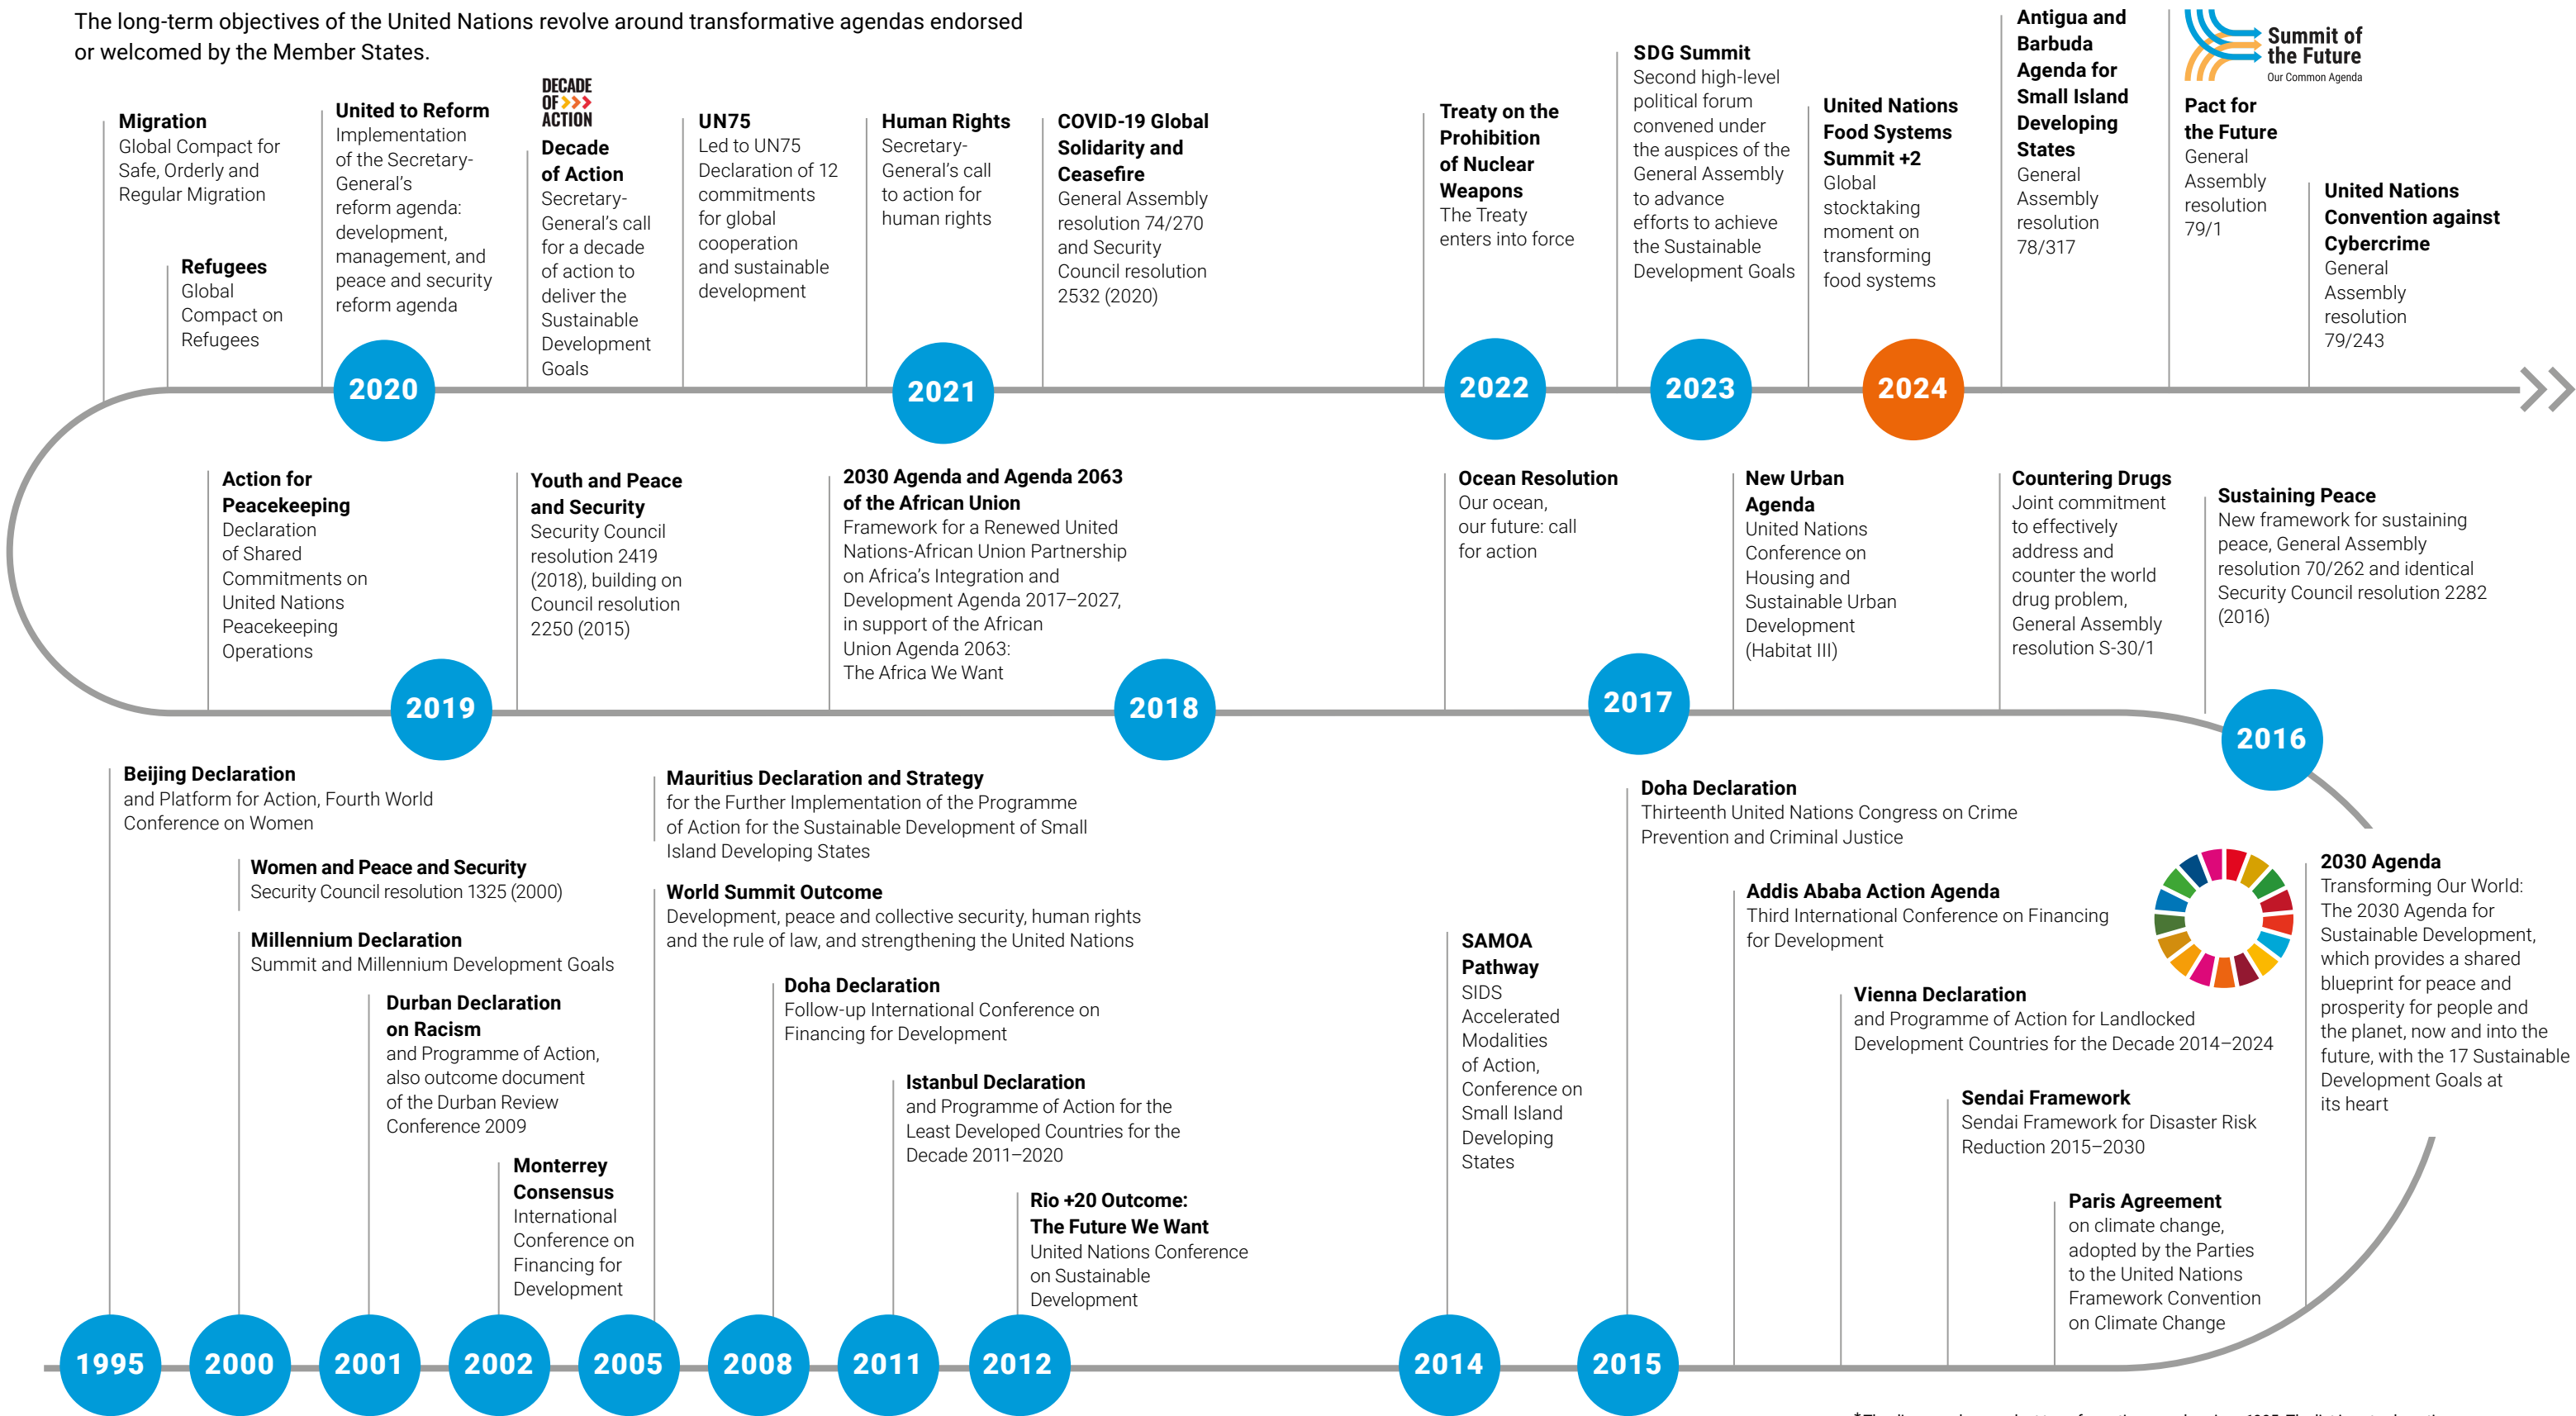 The long-term objectives of the United Nations revolve around transformative agendas endorsed
or welcomed by the Member States.
Migration
Global Compact for
Safe, Orderly and
Regular Migration
Refugees
Global
Compact on
Refugees
United to Reform
Implementation
of the Secretary-
General’s
reform agenda:
development,
management, and
peace and security
reform agenda
2020
DECADE
OF
ACTION
Decade
of Action
Secretary-
General’s call
for a decade
of action to
deliver the
Sustainable
Development
Goals
UN75
Led to UN75
Declaration of 12
commitments
for global
cooperation
and sustainable
development
Human Rights
Secretary-
General’s call
to action for
human rights
2021
COVID-19 Global
Solidarity and
Ceasefire
General Assembly
resolution 74/270
and Security
Council resolution
2532 (2020)
Treaty on the
Prohibition
of Nuclear
Weapons
The Treaty
enters into force
2022
SDG Summit
Second high-level
political forum
convened under
the auspices of the
General Assembly
to advance
efforts to achieve
the Sustainable
Development Goals
2023
United Nations
Food Systems
Summit +2
Global
stocktaking
moment on
transforming
food systems
2024
Antigua and
Barbuda
Agenda for
Small Island
Developing
States
General
Assembly
resolution
78/317
Summit of
the Future
Our Common Agenda
Pact for
the Future
General
Assembly
resolution
79/1
United Nations
Convention against
Cybercrime
General
Assembly
resolution
79/243
Action for
Peacekeeping
Declaration
of Shared
Commitments on
United Nations
Peacekeeping
Operations
2019
Youth and Peace
and Security
Security Council
resolution 2419
(2018), building on
Council resolution
2250 (2015)
2030 Agenda and Agenda 2063
of the African Union
Framework for a Renewed United
Nations-African Union Partnership
on Africa’s Integration and
Development Agenda 2017–2027,
in support of the African
Union Agenda 2063:
The Africa We Want
2018
Ocean Resolution
Our ocean,
our future: call
for action
2017
New Urban
Agenda
United Nations
Conference on
Housing and
Sustainable Urban
Development
(Habitat III)
Countering Drugs
Joint commitment
to effectively
address and
counter the world
drug problem,
General Assembly
resolution S-30/1
Sustaining Peace
New framework for sustaining
peace, General Assembly
resolution 70/262 and identical
Security Council resolution 2282
(2016)
2016
Beijing Declaration
and Platform for Action, Fourth World
Conference on Women
Women and Peace and Security
Security Council resolution 1325 (2000)
Millennium Declaration
Summit and Millennium Development Goals
Durban Declaration
on Racism
and Programme of Action,
also outcome document
of the Durban Review
Conference 2009
Monterrey
Consensus
International
Conference on
Financing for
Development
Mauritius Declaration and Strategy
for the Further Implementation of the Programme
of Action for the Sustainable Development of Small
Island Developing States
World Summit Outcome
Development, peace and collective security, human rights
and the rule of law, and strengthening the United Nations
Doha Declaration
Follow-up International Conference on
Financing for Development
Istanbul Declaration
and Programme of Action for the
Least Developed Countries for the
Decade 2011–2020
Rio +20 Outcome:
The Future We Want
United Nations Conference
on Sustainable
Development
SAMOA
Pathway
SIDS
Accelerated
Modalities
of Action,
Conference on
Small Island
Developing
States
Doha Declaration
Thirteenth United Nations Congress on Crime
Prevention and Criminal Justice
Addis Ababa Action Agenda
Third International Conference on Financing
for Development
Vienna Declaration
and Programme of Action for Landlocked
Development Countries for the Decade 2014–2024
Sendai Framework
Sendai Framework for Disaster Risk
Reduction 2015–2030
Paris Agreement
on climate change,
adopted by the Parties
to the United Nations
Framework Convention
on Climate Change
2030 Agenda
Transforming Our World:
The 2030 Agenda for
Sustainable Development,
which provides a shared
blueprint for peace and
prosperity for people and
the planet, now and into the
future, with the 17 Sustainable
Development Goals at
its heart
1995
2000
2001
2002
2005
2008
2011
2012
2014
2015